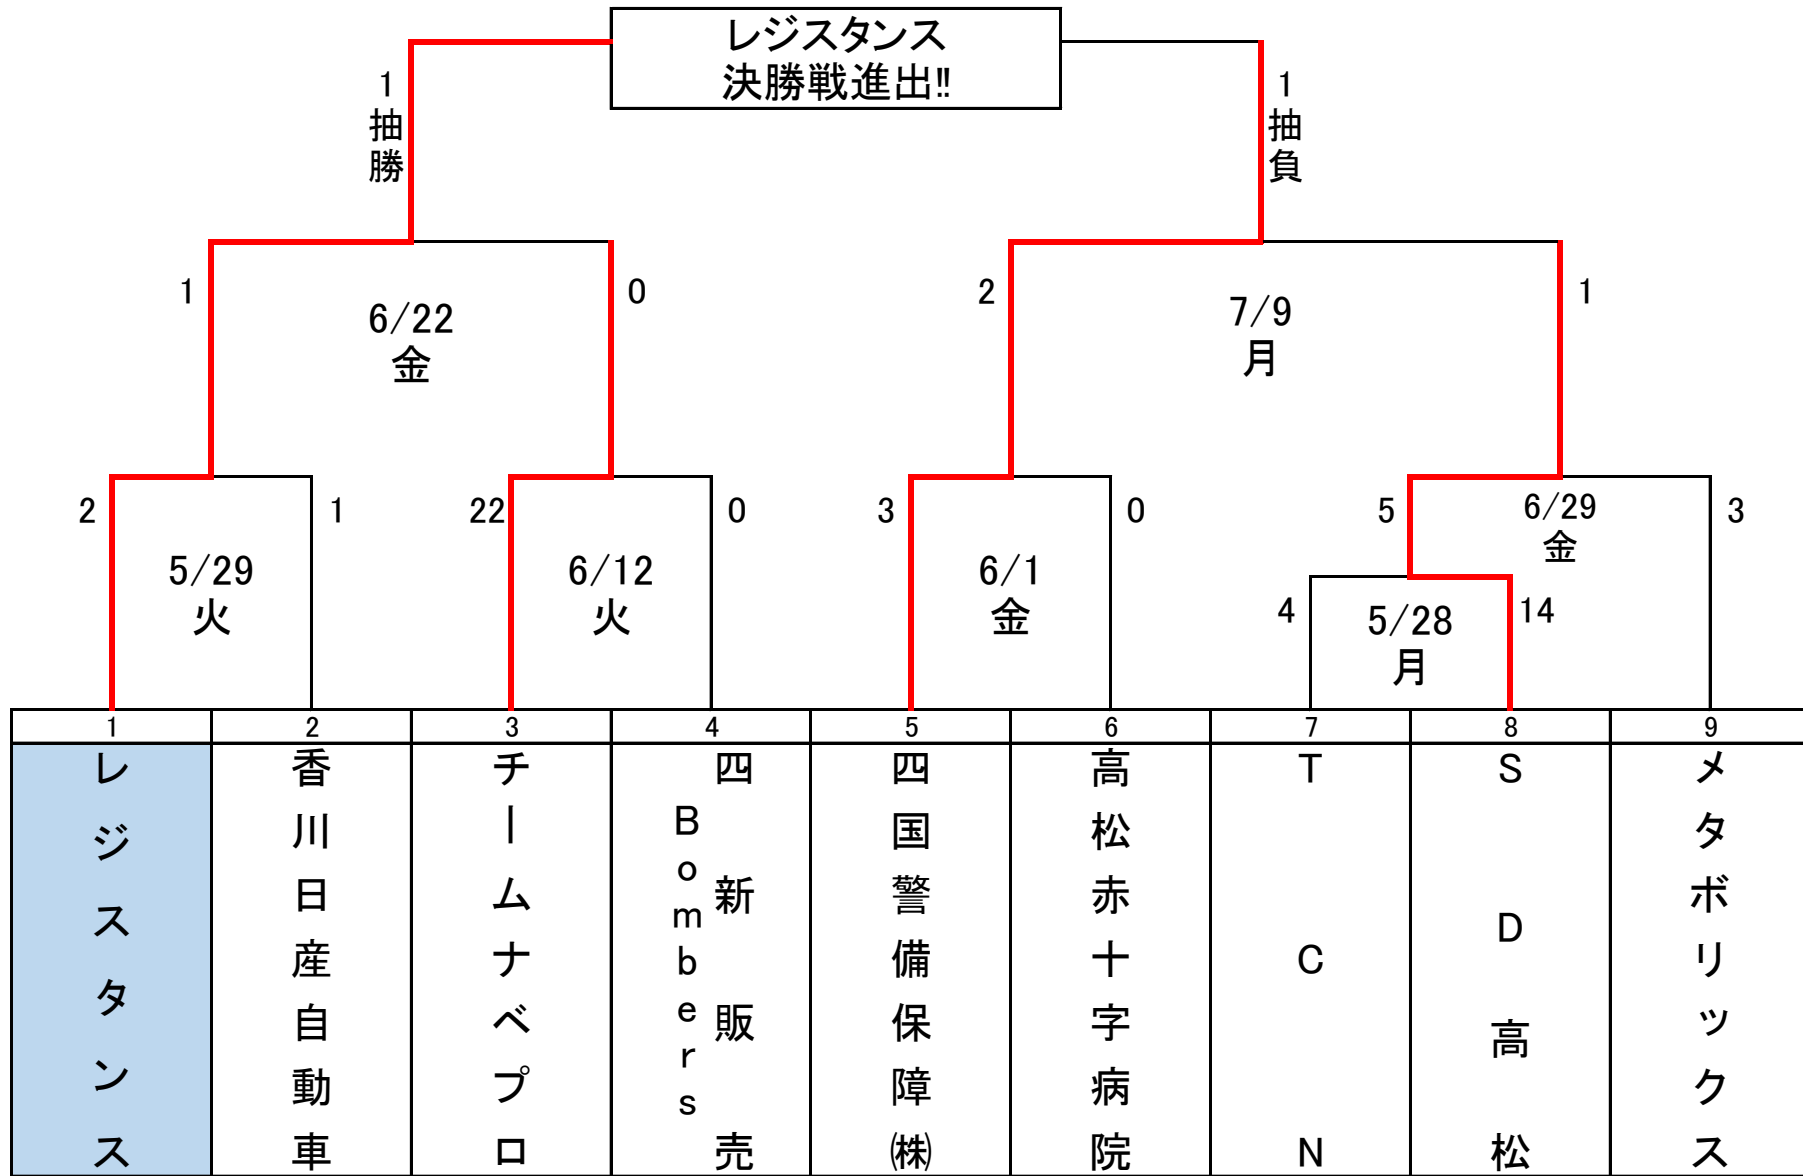 レジスタンス
決勝戦進出!!
1
抽
勝
1
抽
負
1
6/22
金
0
2
7/9
月
1
2
5/29
火
1
22
6/12
火
0
3
6/1
金
0
5
6/29
金
3
4
5/28
月
14
1
2
3
4
5
6
7
8
9
レジスタンス
香川日産自動車
チームナベプロ
四新販売
Bombers
四国警備保障㈱
高松赤十字病院
TCN
SD高松
メタボリックス